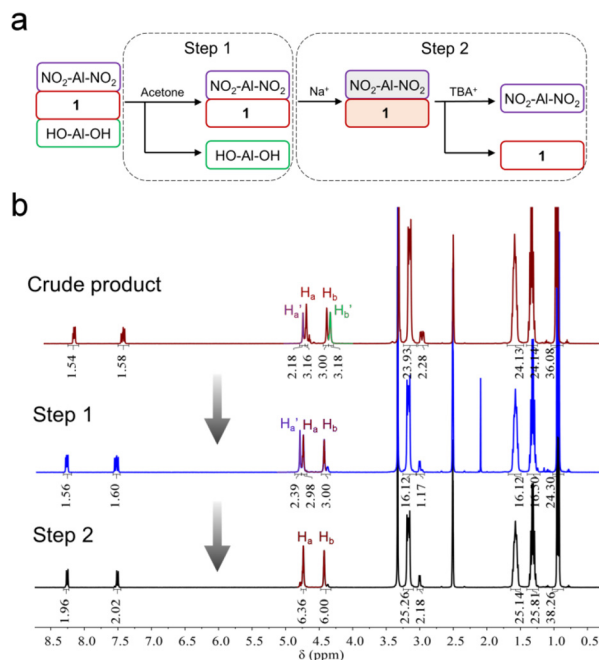 a
Step 1
Step 2
NO2-Al-NO2
1
HO-Al-OH
Acetone
NO2-Al-NO2
1
HO-Al-OH
Na+
NO2-Al-NO2
1
TBA+
NO2-Al-NO2
1
b
Crude product
Ha' Ha Hb Hb'
1.54 1.58 2.18 3.16 3.00 3.18 23.93 2.28 24.13 24.14 36.08
Step 1
Ha' Ha Hb
1.56 1.60 2.39 2.98 3.00 16.12 1.17 16.12 16.50 24.30
Step 2
Ha Hb
1.96 2.02 6.36 6.00 25.26 2.18 25.14 25.81 38.26
8.5 8.0 7.5 7.0 6.5 6.0 5.5 5.0 4.5 4.0 3.5 3.0 2.5 2.0 1.5 1.0 0.5
δ (ppm)